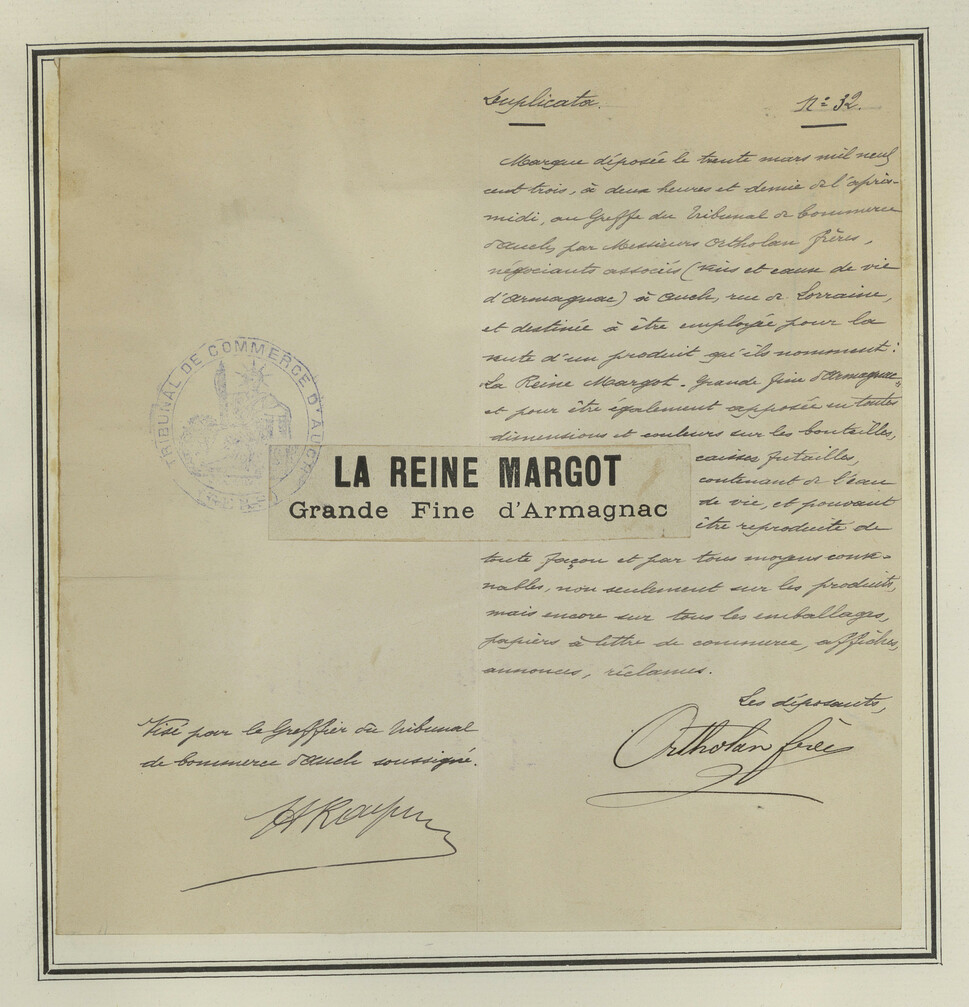 Duplicata.
N° 32.
Marque déposée le trente mars mil neuf
cent trois, à deux heures et demie de l'après-
midi, au Greffe du Tribunal de Commerce
d'Auch, par Messieurs Ortholan frères,
négociants associés (vins et eaux de vie
d'Armagnac) à Auch, rue de Lorraine,
et destinée à être employée pour la
vente d'un produit qu'ils nomment:
"La Reine Margot - Grande fine d'Armagnac"
et pour être également apposée en toutes
dimensions et couleurs sur les bouteilles,
caisses futailles,
contenant de l'eau
de vie, et pouvant
être reproduite de
toute façon et par tous moyens conve-
nables, non seulement sur les produits,
mais encore sur tous les emballages,
papiers à lettre de commerce, affiches,
annonces, réclames.
Les déposants,
Ortholan frères
TRIBUNAL DE COMMERCE D'AUCH
LA REINE MARGOT
Grande Fine d'Armagnac
Visé par le Greffier du Tribunal
de Commerce d'Auch soussigné.